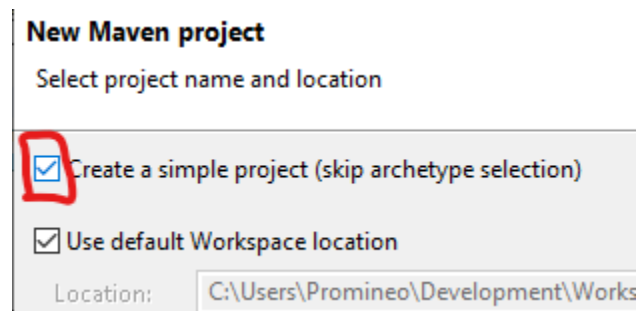 New Maven project
Select project name and location
Create a simple project (skip archetype selection)
Use default Workspace location
Location: C:\Users\Promineo\Development\Works